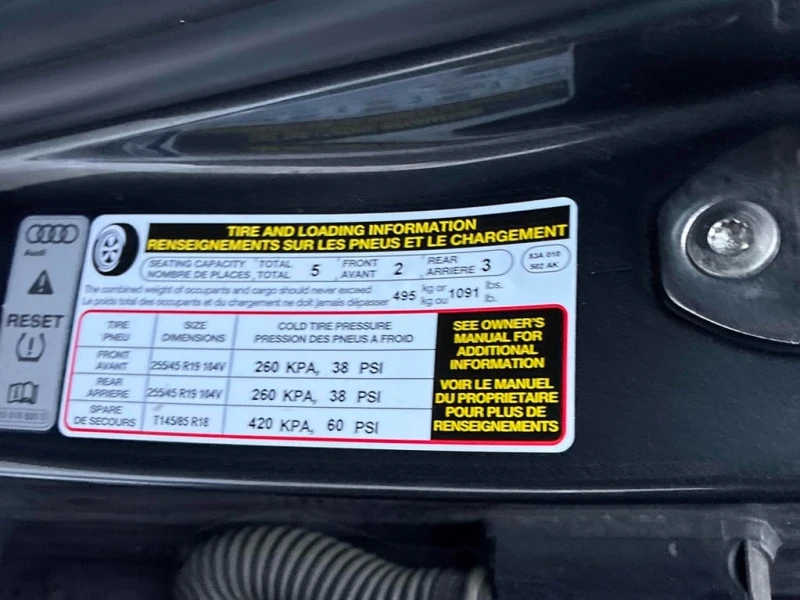 TIRE AND LOADING INFORMATION
RENSEIGNEMENTS SUR LES PNEUS ET LE CHARGEMENT
SEATING CAPACITY TOTAL 5 FRONT 2 REAR 3
NOMBRE DE PLACES TOTAL AVANT ARRIERE
83A 010
502 AK
The combined weight of occupants and cargo should never exceed 495 kg or 1091 lbs.
Le poids total des occupants et du chargement ne doit jamais dépasser kg ou lb.
TIRE SIZE COLD TIRE PRESSURE
PNEU DIMENSIONS PRESSION DES PNEUS A FROID
FRONT
AVANT 255/45 R19 104V 260 KPA, 38 PSI
REAR
ARRIERE 255/45 R19 104V 260 KPA, 38 PSI
SPARE
DE SECOURS T145/85 R18 420 KPA, 60 PSI
SEE OWNER'S
MANUAL FOR
ADDITIONAL
INFORMATION
VOIR LE MANUEL
DU PROPRIETAIRE
POUR PLUS DE
RENSEIGNEMENTS
Audi
RESET